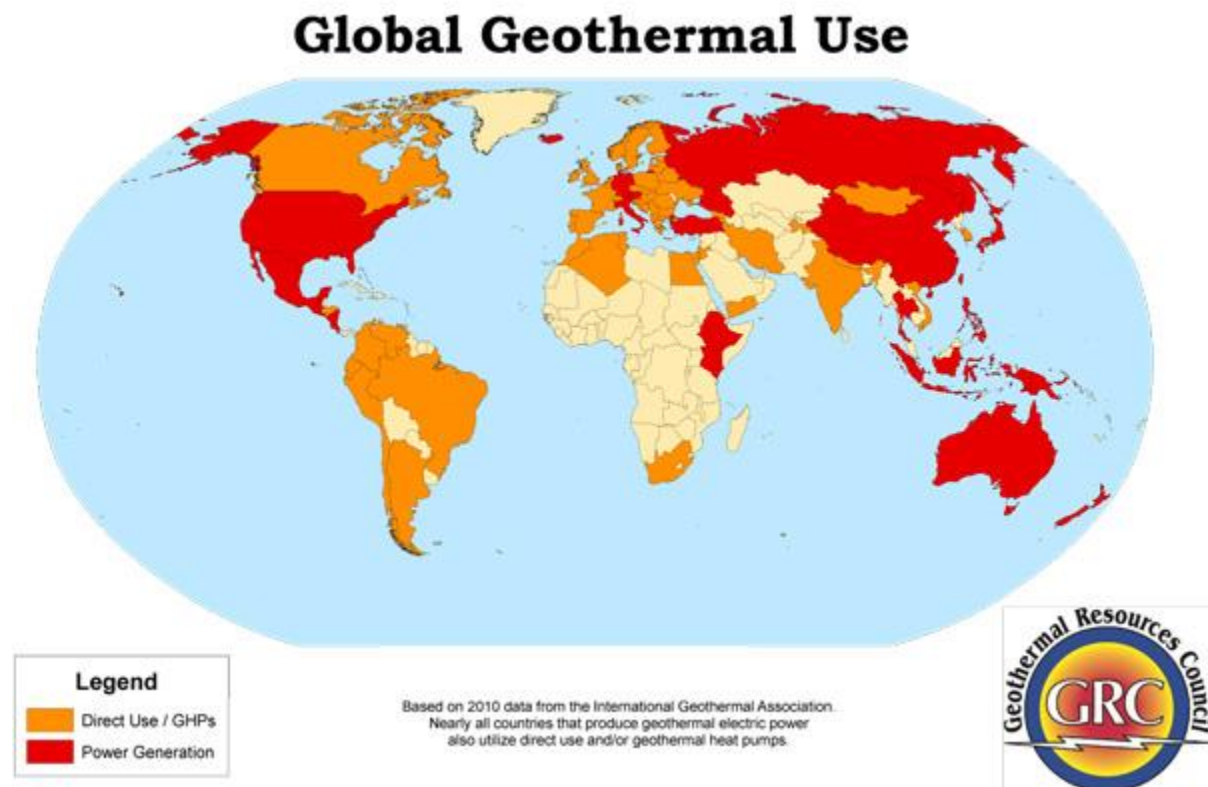 Global Geothermal Use
Legend
Direct Use / GHPs
Power Generation
Based on 2010 data from the International Geothermal Association.
Nearly all countries that produce geothermal electric power
also utilize direct use and/or geothermal heat pumps.
Geothermal Resources Council
GRC